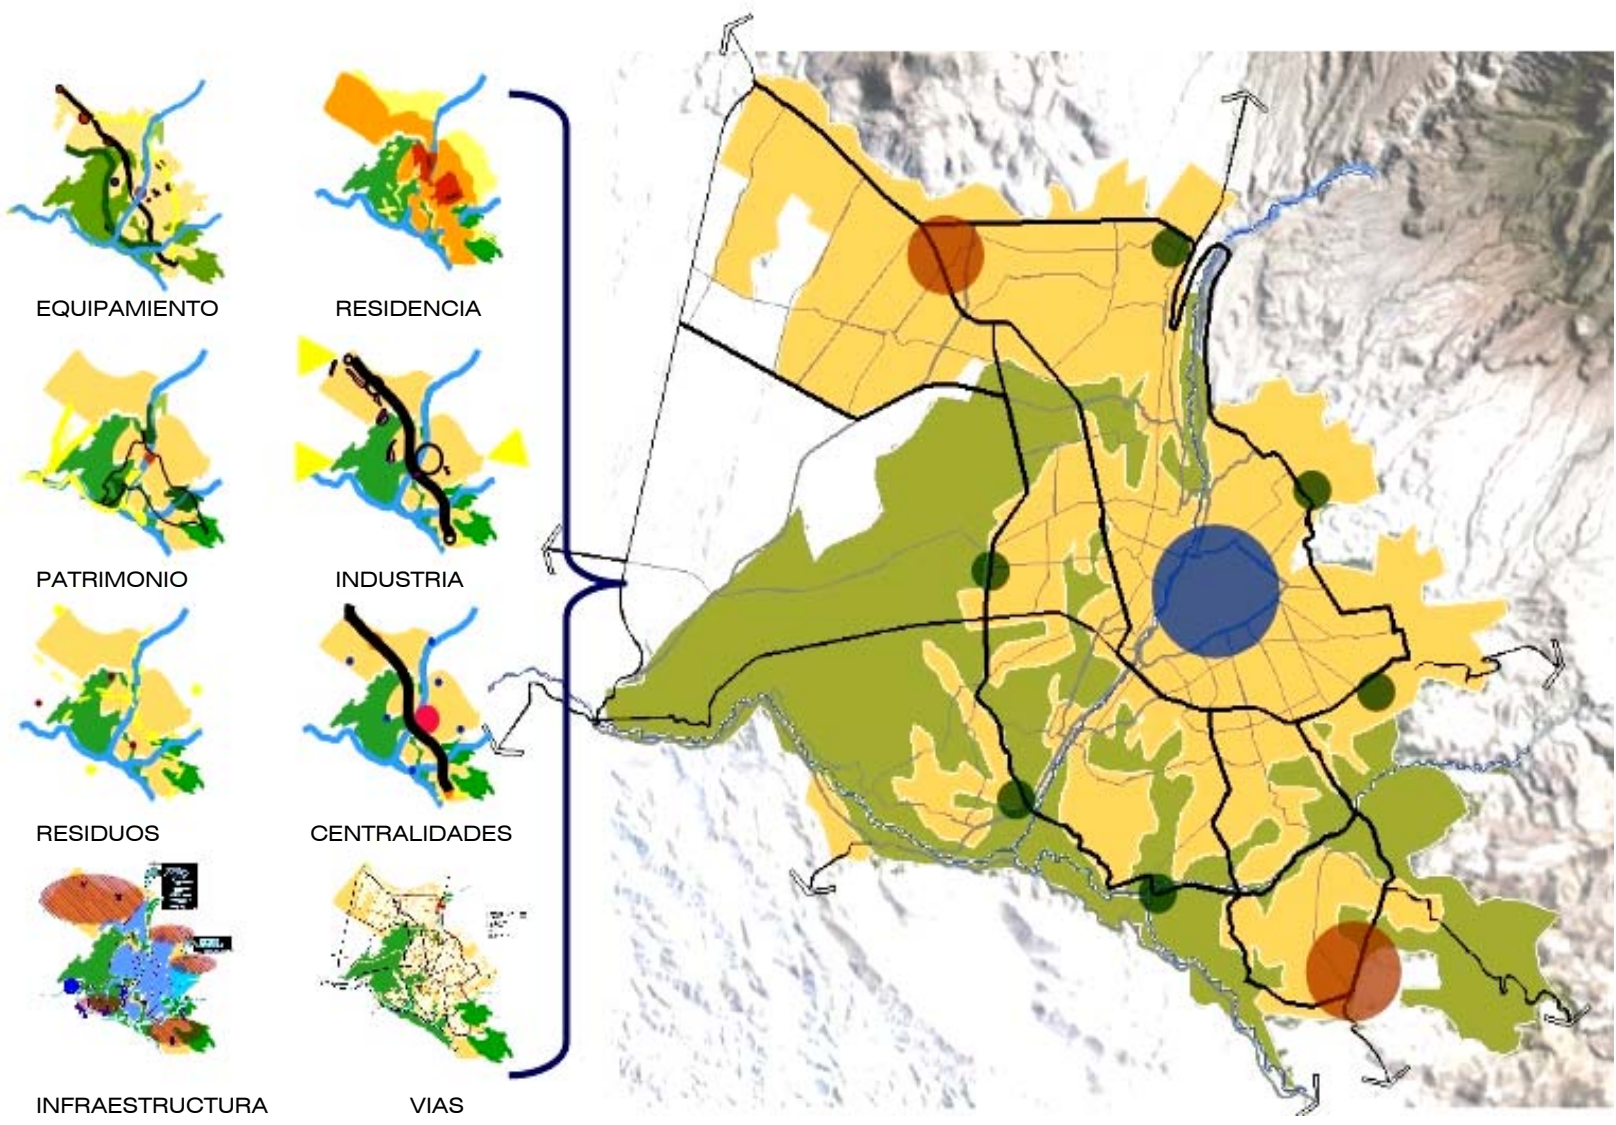 EQUIPAMIENTO
RESIDENCIA
PATRIMONIO
INDUSTRIA
RESIDUOS
CENTRALIDADES
INFRAESTRUCTURA
VIAS